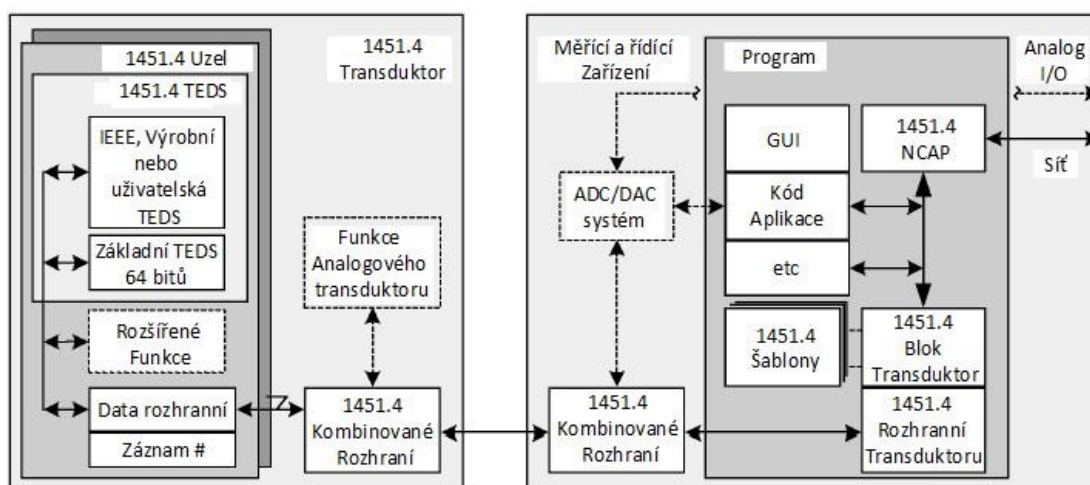 1451.4
Transduktor
1451.4 Uzel
1451.4 TEDS
IEEE, Výrobní
nebo
uživatelská
TEDS
Základní TEDS
64 bitů
Rozšířené
Funkce
Data rozhranní
Záznam #
Funkce
Analogového
transduktoru
1451.4
Kombinované
Rozhraní
Měřící a řídící
Zařízení
ADC/DAC
systém
1451.4
Kombinované
Rozhraní
Program
GUI
Kód
Aplikace
etc
1451.4
Šablony
1451.4
NCAP
1451.4
Blok
Transduktor
1451.4
Rozhranní
Transduktoru
Analog
I/O
Síť